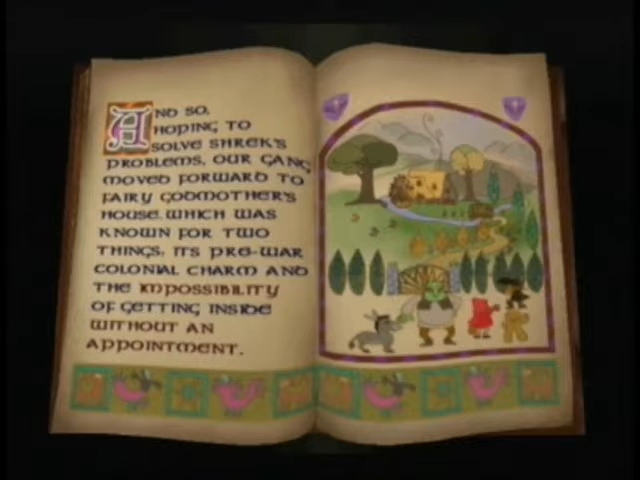 AND SO,
HOPING TO
SOLVE SHREK'S
PROBLEMS, OUR GANG
MOVED FORWARD TO
FAIRY GODMOTHER'S
HOUSE. WHICH WAS
KNOWN FOR TWO
THINGS, ITS PRE-WAR
COLONIAL CHARM AND
THE IMPOSSIBILITY
OF GETTING INSIDE
WITHOUT AN
APPOINTMENT.